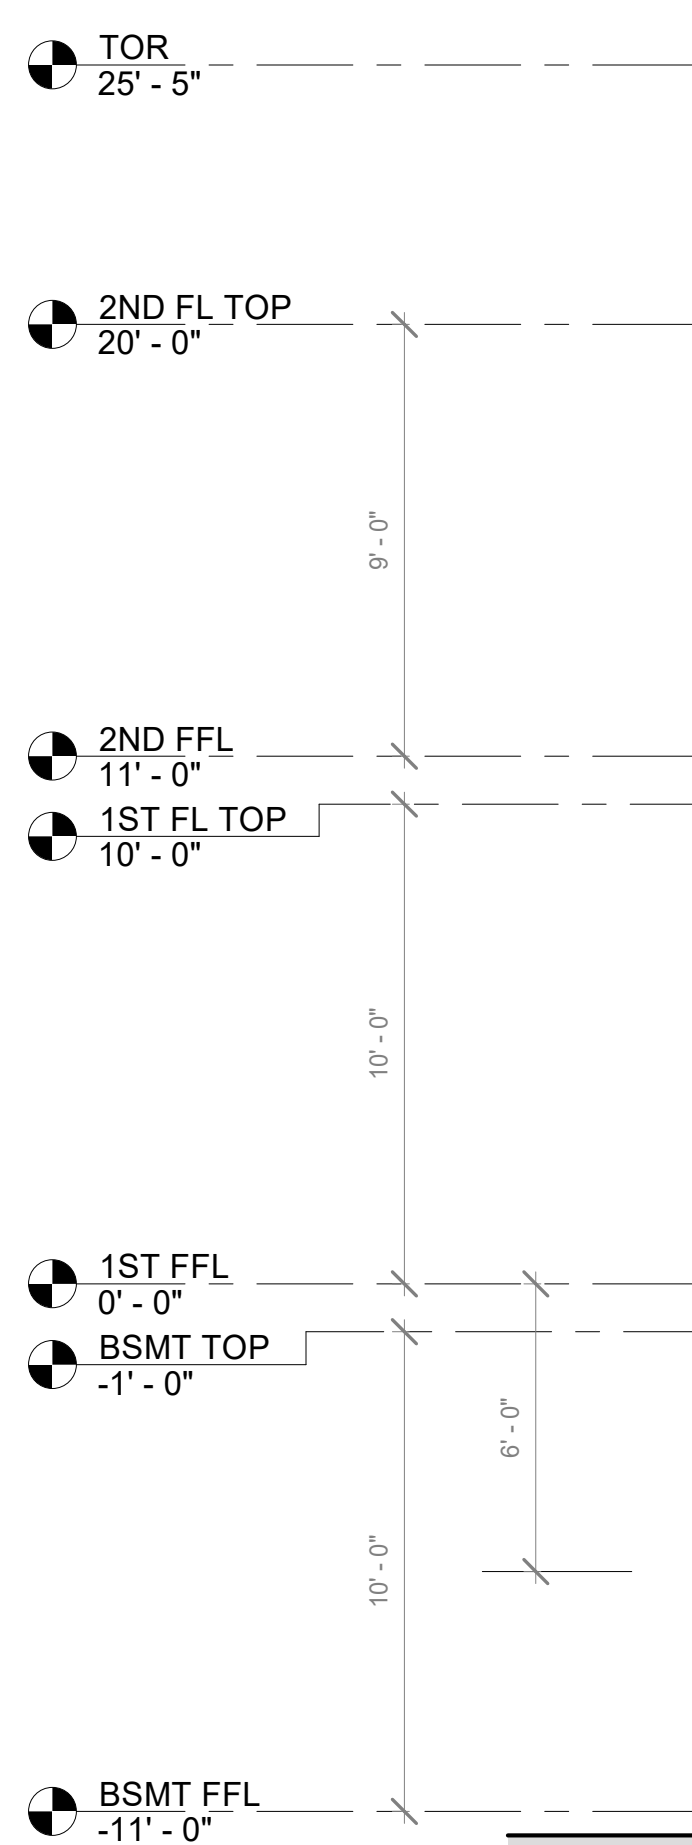 TOR
25' - 5"
2ND FL TOP
20' - 0"
9' - 0"
2ND FFL
11' - 0"
1ST FL TOP
10' - 0"
10' - 0"
1ST FFL
0' - 0"
BSMT TOP
-1' - 0"
6' - 0"
10' - 0"
BSMT FFL
-11' - 0"